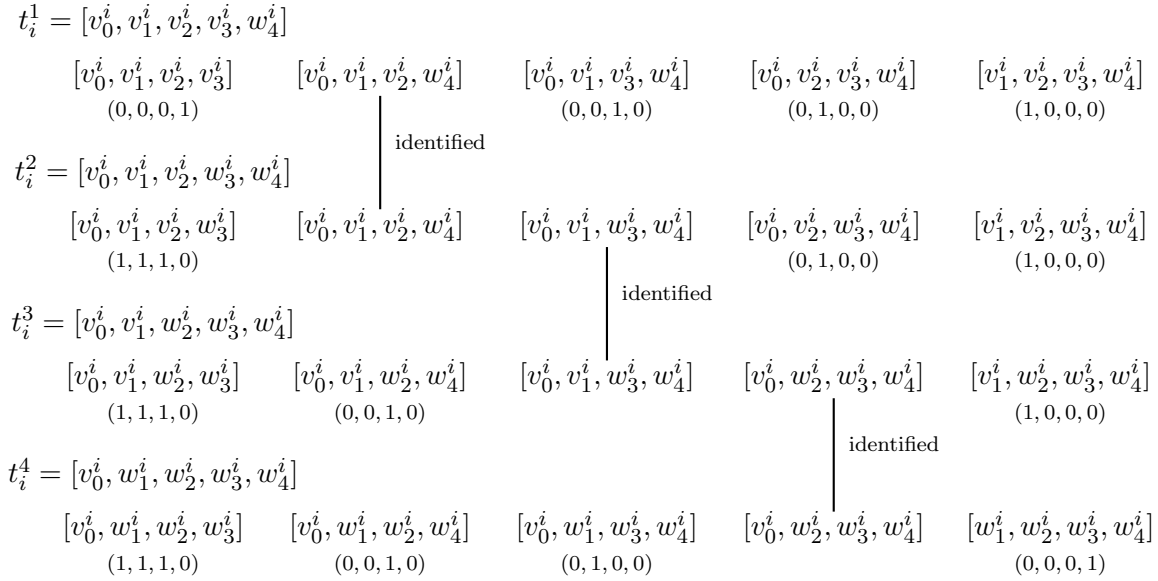 $t_i^1 = [v_0^i, v_1^i, v_2^i, v_3^i, w_4^i]$
$[v_0^i, v_1^i, v_2^i, v_3^i]$ $[v_0^i, v_1^i, v_2^i, w_4^i]$ $[v_0^i, v_1^i, v_3^i, w_4^i]$ $[v_0^i, v_2^i, v_3^i, w_4^i]$ $[v_1^i, v_2^i, v_3^i, w_4^i]$
(0, 0, 0, 1) (0, 0, 1, 0) (0, 1, 0, 0) (1, 0, 0, 0)
identified
$t_i^2 = [v_0^i, v_1^i, v_2^i, w_3^i, w_4^i]$
$[v_0^i, v_1^i, v_2^i, w_3^i]$ $[v_0^i, v_1^i, v_2^i, w_4^i]$ $[v_0^i, v_1^i, w_3^i, w_4^i]$ $[v_0^i, v_2^i, w_3^i, w_4^i]$ $[v_1^i, v_2^i, w_3^i, w_4^i]$
(1, 1, 1, 0) (0, 1, 0, 0) (1, 0, 0, 0)
identified
$t_i^3 = [v_0^i, v_1^i, w_2^i, w_3^i, w_4^i]$
$[v_0^i, v_1^i, w_2^i, w_3^i]$ $[v_0^i, v_1^i, w_2^i, w_4^i]$ $[v_0^i, v_1^i, w_3^i, w_4^i]$ $[v_0^i, w_2^i, w_3^i, w_4^i]$ $[v_1^i, w_2^i, w_3^i, w_4^i]$
(1, 1, 1, 0) (0, 0, 1, 0) (1, 0, 0, 0)
identified
$t_i^4 = [v_0^i, w_1^i, w_2^i, w_3^i, w_4^i]$
$[v_0^i, w_1^i, w_2^i, w_3^i]$ $[v_0^i, w_1^i, w_2^i, w_4^i]$ $[v_0^i, w_1^i, w_3^i, w_4^i]$ $[v_0^i, w_2^i, w_3^i, w_4^i]$ $[w_1^i, w_2^i, w_3^i, w_4^i]$
(1, 1, 1, 0) (0, 0, 1, 0) (0, 1, 0, 0) (0, 0, 0, 1)